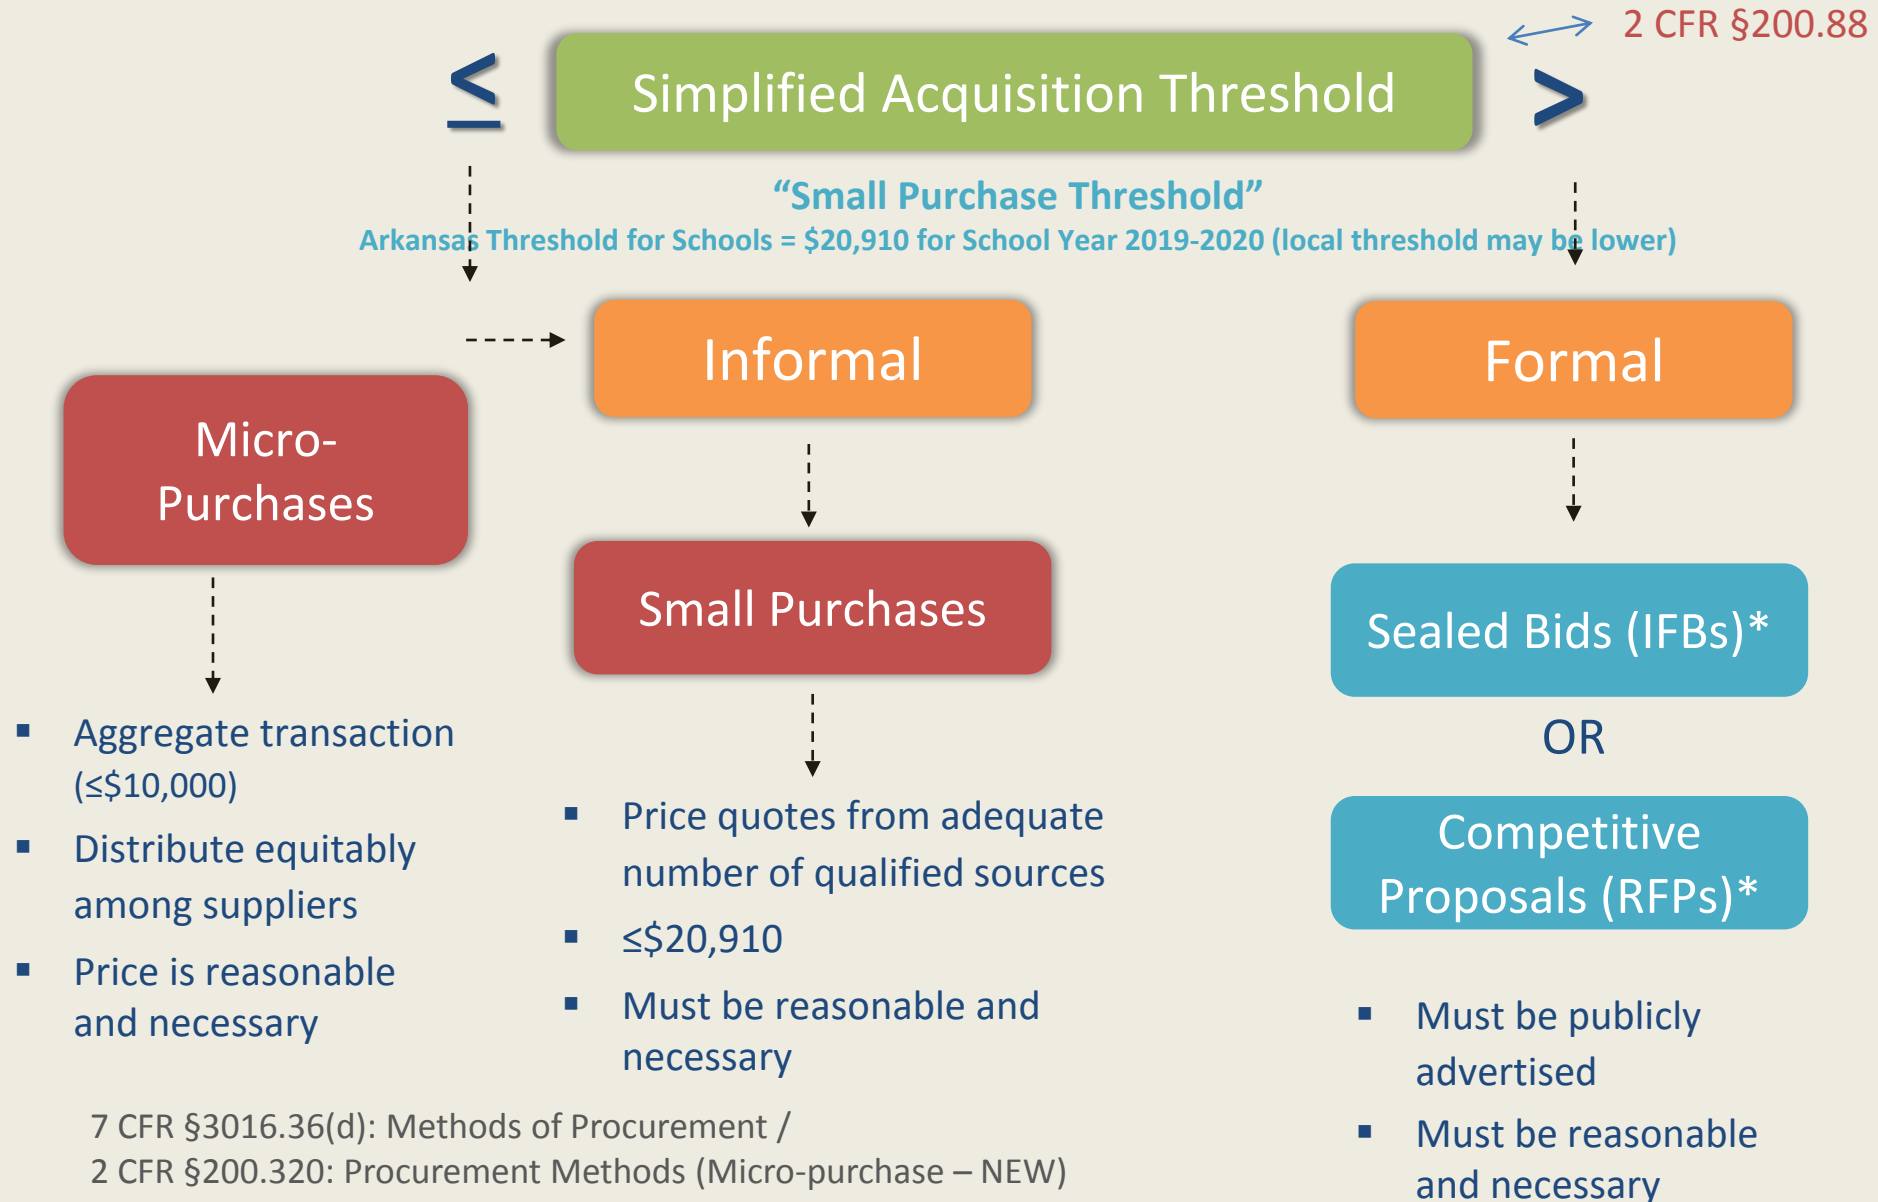 2 CFR §200.88
≤
Simplified Acquisition Threshold
>
“Small Purchase Threshold”
Arkansas Threshold for Schools = $20,910 for School Year 2019-2020 (local threshold may be lower)
Informal
Formal
Micro-
Purchases
Small Purchases
Sealed Bids (IFBs)*
OR
Competitive
Proposals (RFPs)*
▪ Aggregate transaction
(≤$10,000)
▪ Distribute equitably
among suppliers
▪ Price is reasonable
and necessary
▪ Price quotes from adequate
number of qualified sources
▪ ≤$20,910
▪ Must be reasonable and
necessary
▪ Must be publicly
advertised
▪ Must be reasonable
and necessary
7 CFR §3016.36(d): Methods of Procurement /
2 CFR §200.320: Procurement Methods (Micro-purchase – NEW)